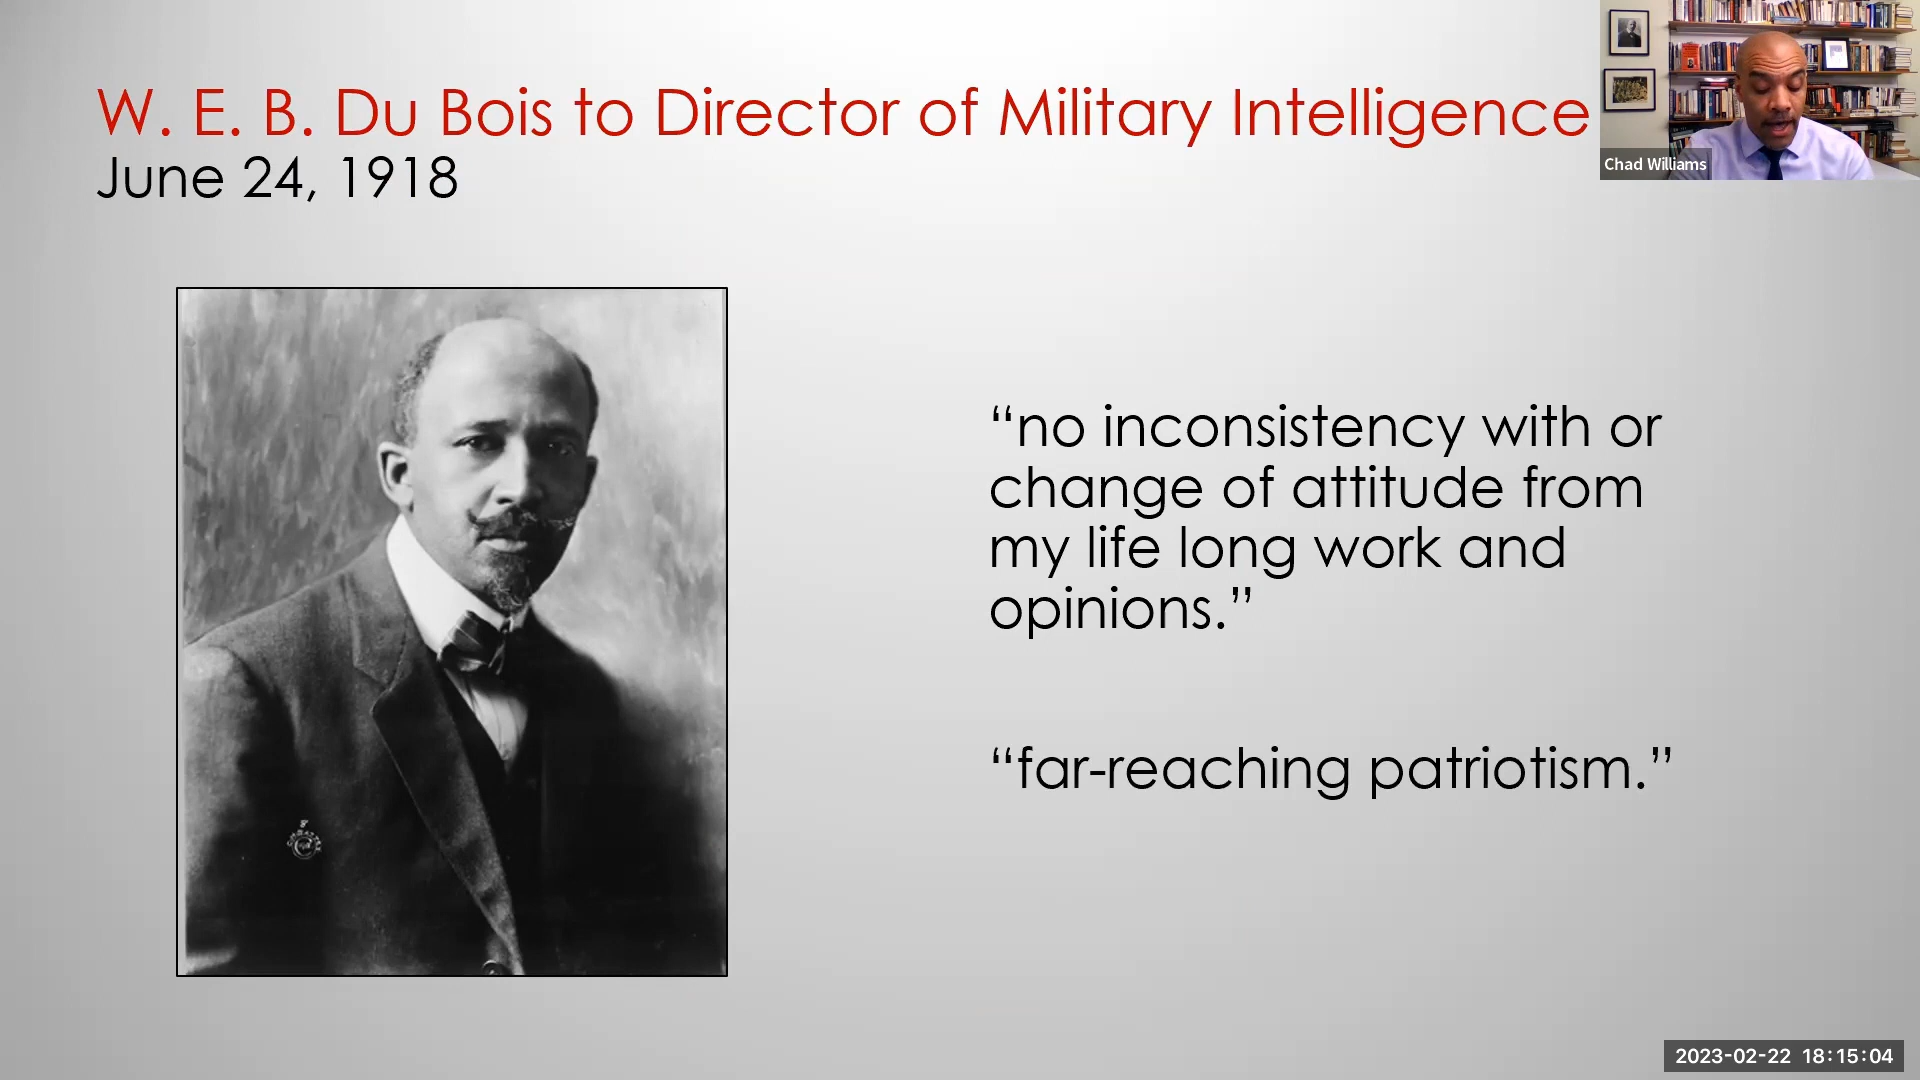 W. E. B. Du Bois to Director of Military Intelligence
June 24, 1918
Chad Williams
“no inconsistency with or
change of attitude from
my life long work and
opinions.”
“far-reaching patriotism.”
2023-02-22 18:15:04